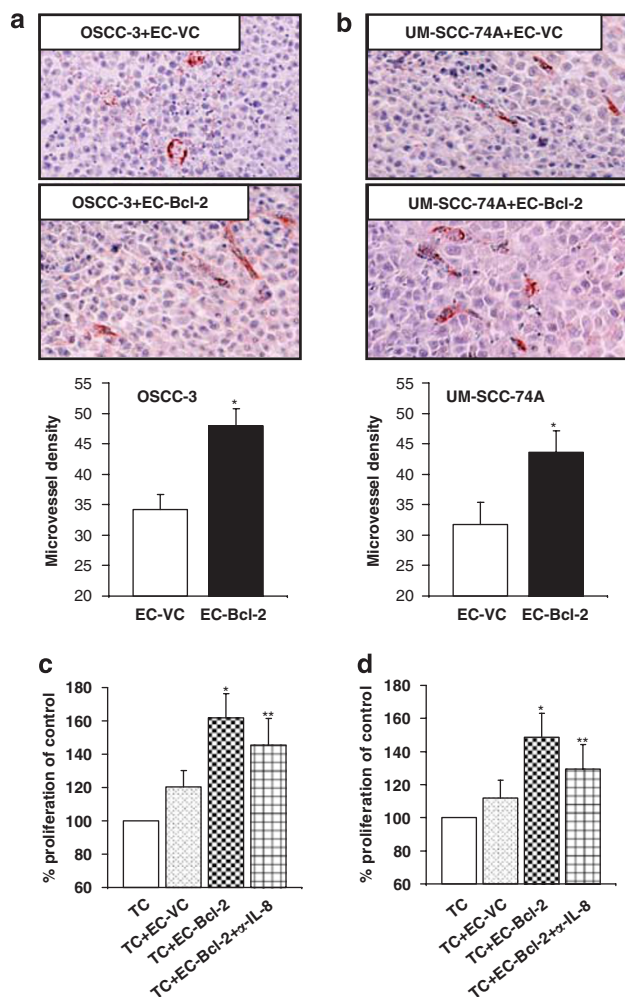 a
OSCC-3+EC-VC
OSCC-3+EC-Bcl-2
Microvessel density
55
50
45
40
35
30
25
20
OSCC-3
*
EC-VC EC-Bcl-2
b
UM-SCC-74A+EC-VC
UM-SCC-74A+EC-Bcl-2
Microvessel density
55
50
45
40
35
30
25
20
UM-SCC-74A
*
EC-VC EC-Bcl-2
c
% proliferation of control
180
160
140
120
100
80
60
*
**
TC
TC+EC-VC
TC+EC-Bcl-2
TC+EC-Bcl-2+α-IL-8
d
% proliferation of control
180
160
140
120
100
80
60
*
**
TC
TC+EC-VC
TC+EC-Bcl-2
TC+EC-Bcl-2+α-IL-8